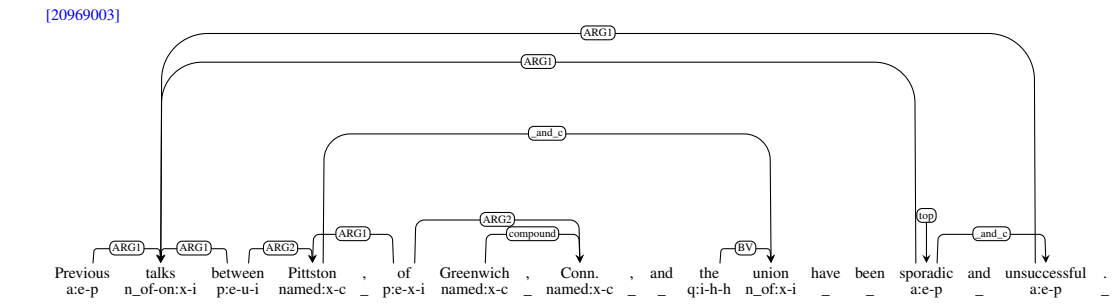 [20969003]
ARG1
ARG1
_and_c
ARG2
top
ARG1 ARG1 ARG2 ARG1 compound BV _and_c
Previous talks between Pittston , of Greenwich , Conn. , and the union have been sporadic and unsuccessful .
a:e-p n_of-on:x-i p:e-u-i named:x-c _ p:e-x-i named:x-c _ named:x-c _ _ q:i-h-h n_of:x-i _ _ a:e-p _ a:e-p _